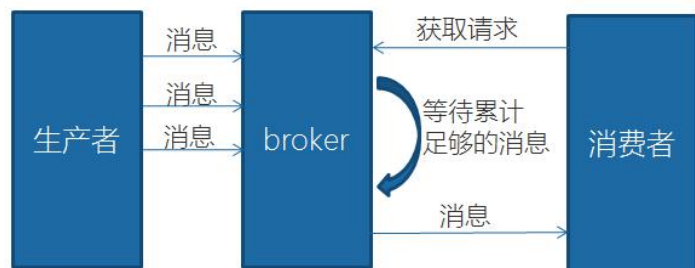 消息
获取请求
消息
等待累计
足够的消息
生产者
消息
broker
消费者
消息